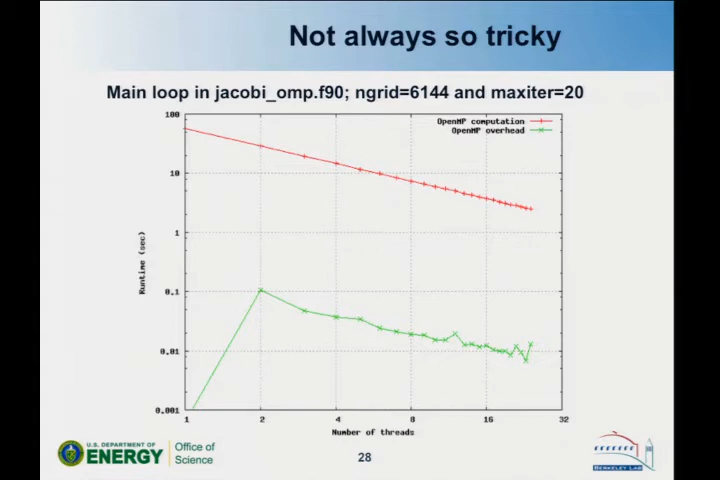 Not always so tricky
Main loop in jacobi_omp.f90; ngrid=6144 and maxiter=20
OpenMP computation
OpenMP overhead
100
10
1
0.1
0.01
0.001
Runtime (sec)
1 2 4 8 16 32
Number of threads
U.S. DEPARTMENT OF
ENERGY
Office of
Science
28
BERKELEY LAB